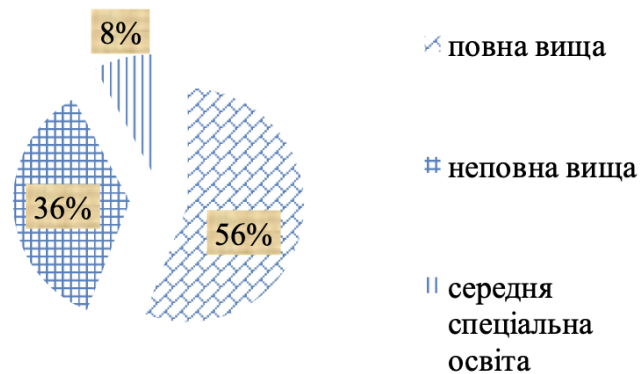 8%
36%
56%
повна вища
неповна вища
середня
спеціальна
освіта